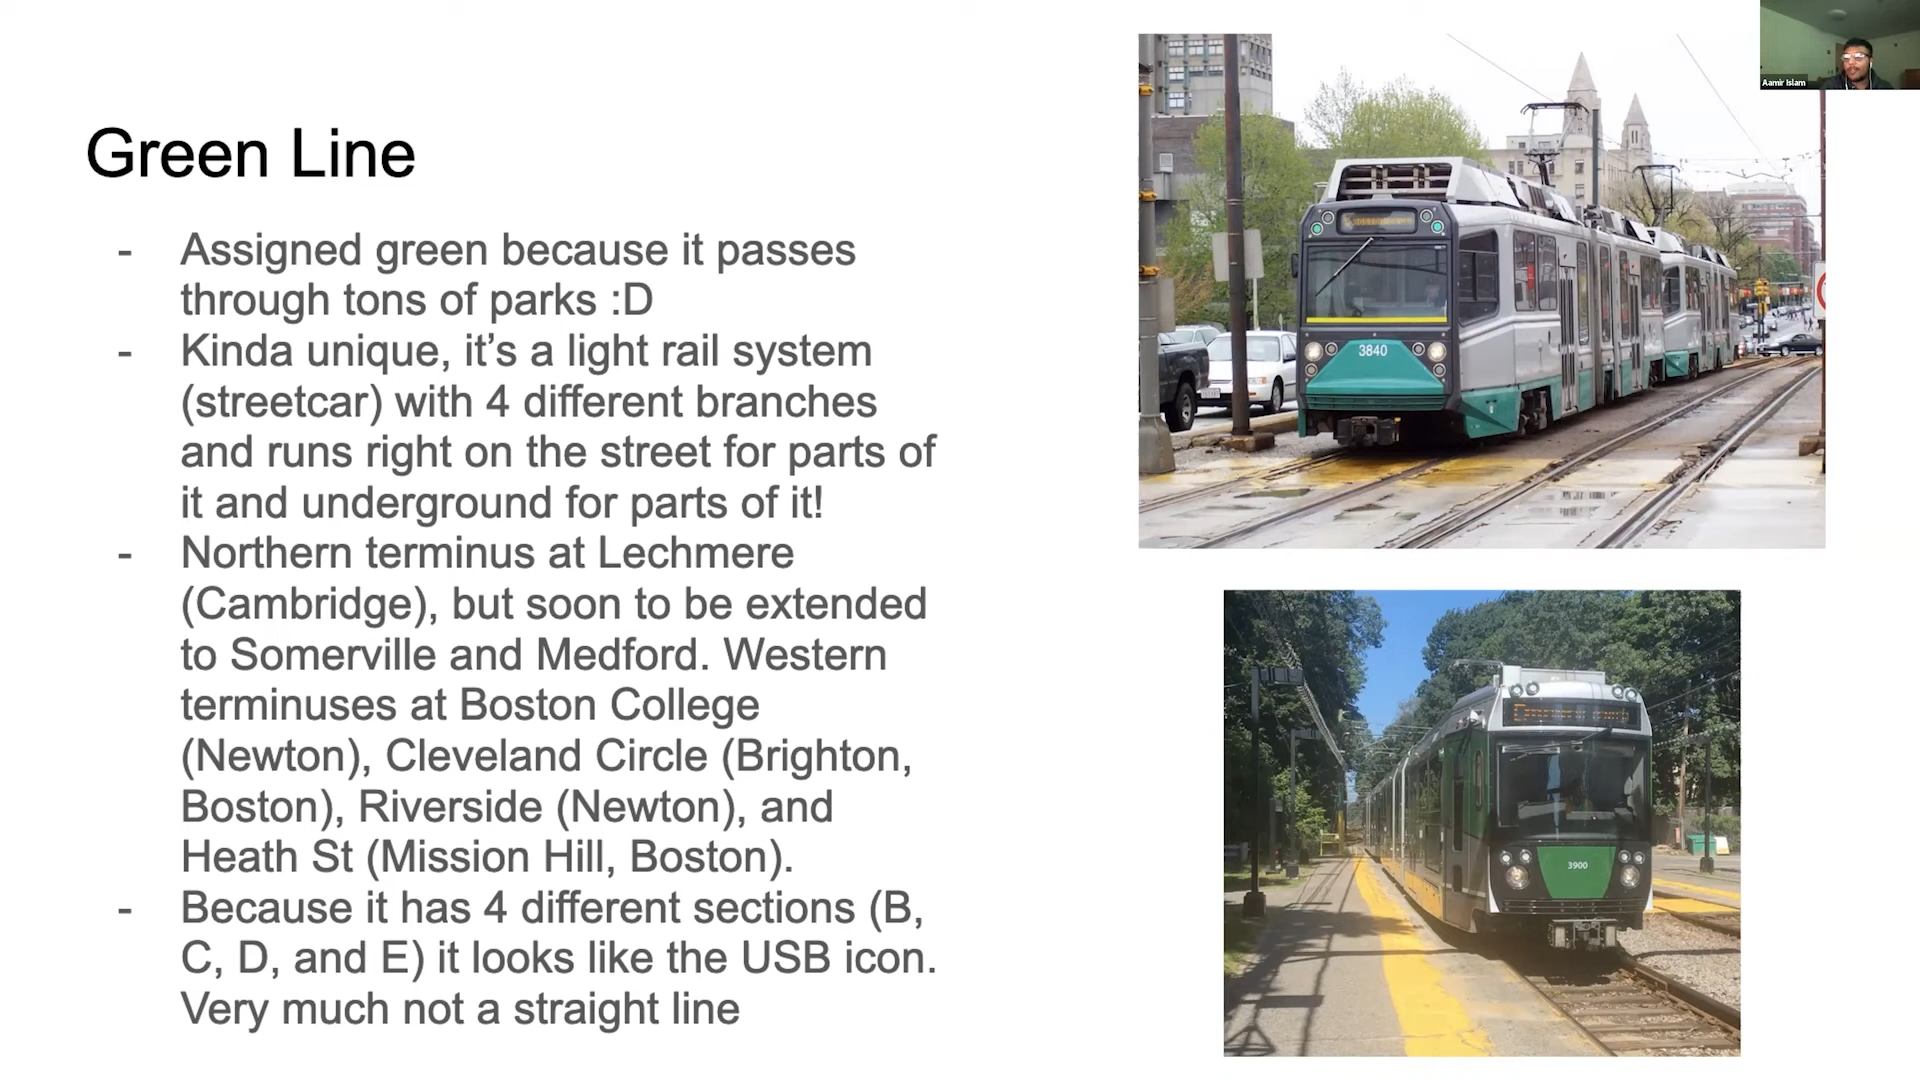 Aamir Islam
Green Line
- Assigned green because it passes
through tons of parks :D
- Kinda unique, it’s a light rail system
(streetcar) with 4 different branches
and runs right on the street for parts of
it and underground for parts of it!
- Northern terminus at Lechmere
(Cambridge), but soon to be extended
to Somerville and Medford. Western
terminuses at Boston College
(Newton), Cleveland Circle (Brighton,
Boston), Riverside (Newton), and
Heath St (Mission Hill, Boston).
- Because it has 4 different sections (B,
C, D, and E) it looks like the USB icon.
Very much not a straight line
3840
3900